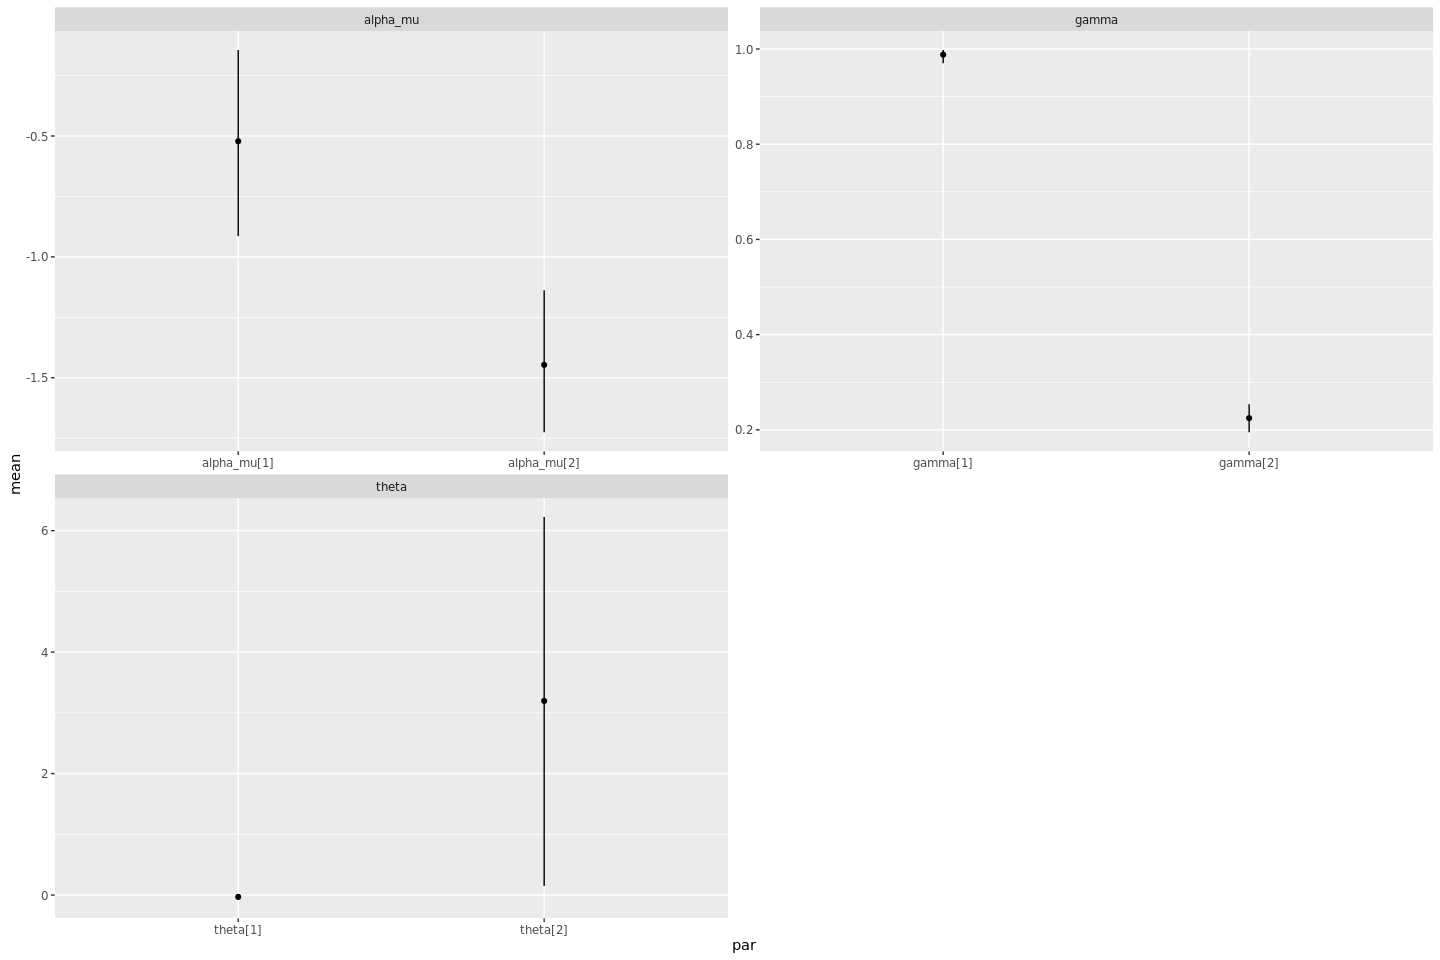 alpha_mu
-0.5
-1.0
-1.5
alpha_mu[1] alpha_mu[2]
gamma
1.0
0.8
0.6
0.4
0.2
gamma[1] gamma[2]
mean
theta
6
4
2
0
theta[1] theta[2]
par